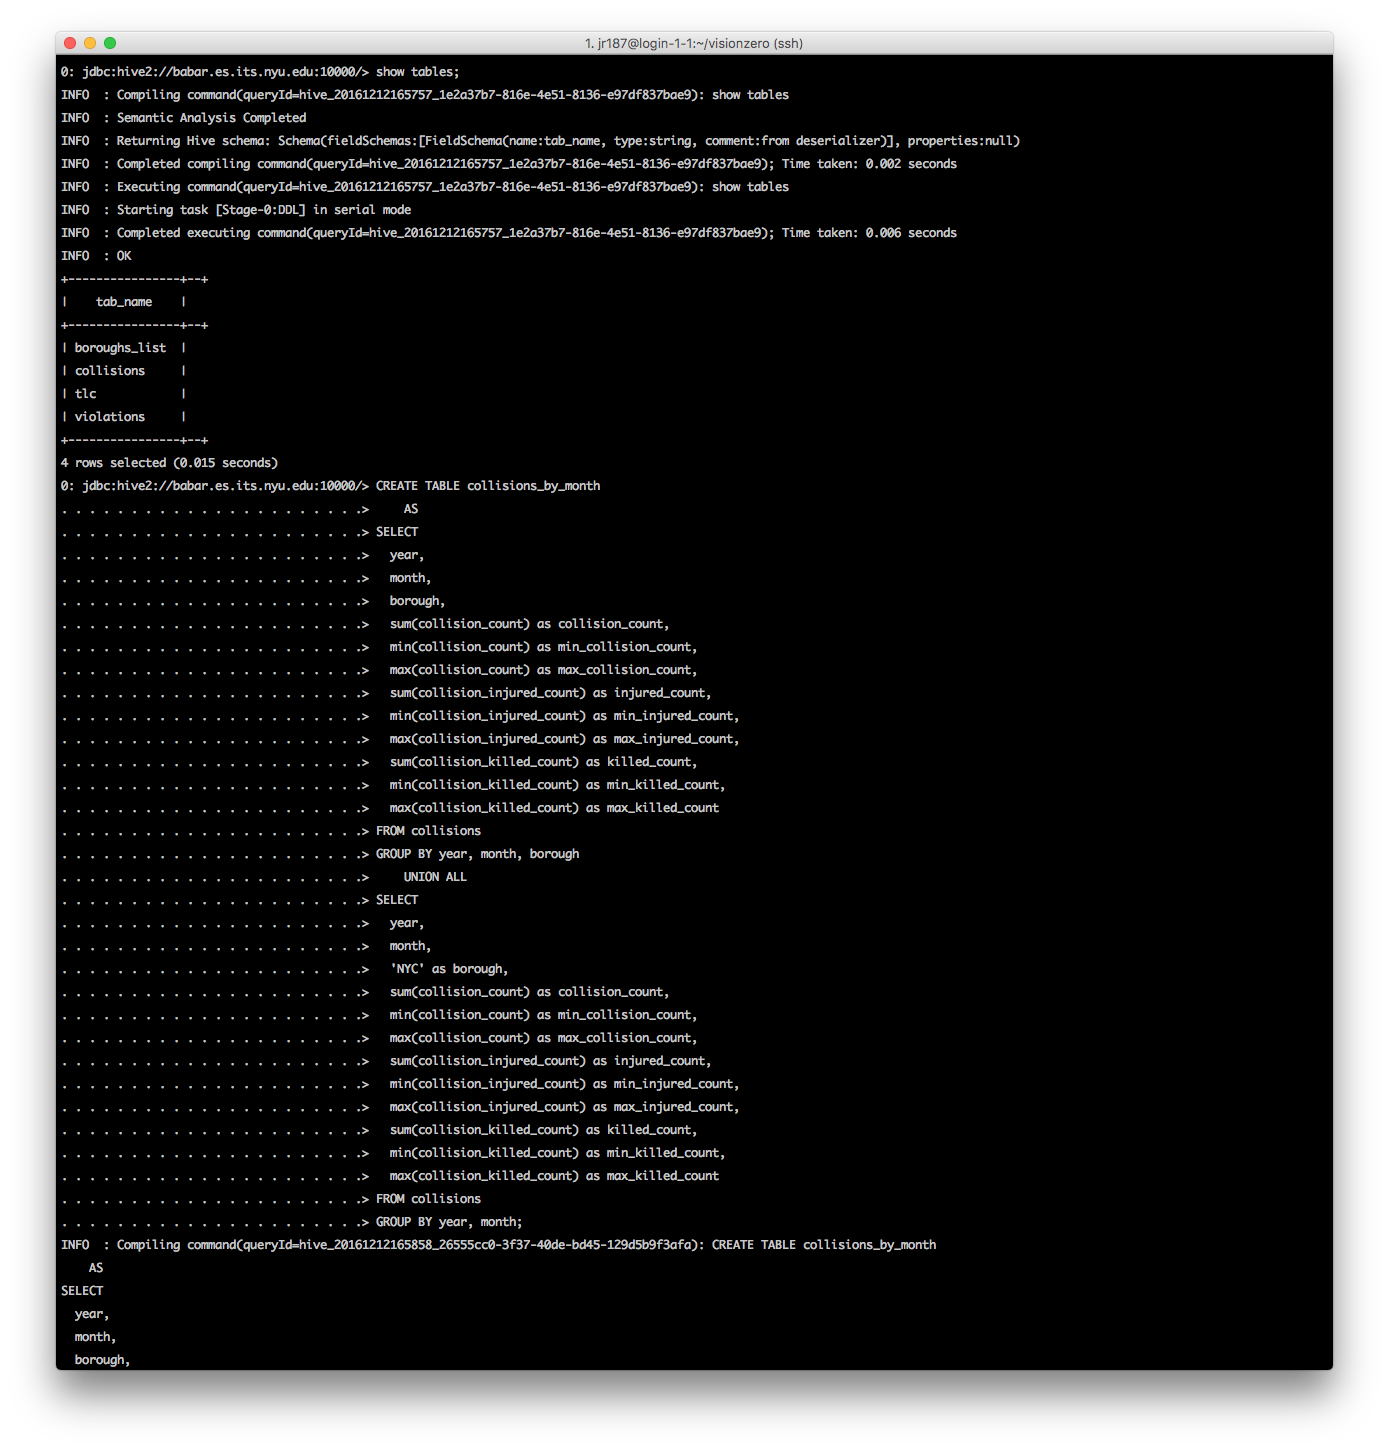 1. jr187@login-1-1:~/visionzero (ssh)
0: jdbc:hive2://babar.es.its.nyu.edu:10000/> show tables;
INFO  : Compiling command(queryId=hive_20161212165757_1e2a37b7-816e-4e51-8136-e97df837bae9): show tables
INFO  : Semantic Analysis Completed
INFO  : Returning Hive schema: Schema(fieldSchemas:[FieldSchema(name:tab_name, type:string, comment:from deserializer)], properties:null)
INFO  : Completed compiling command(queryId=hive_20161212165757_1e2a37b7-816e-4e51-8136-e97df837bae9); Time taken: 0.002 seconds
INFO  : Executing command(queryId=hive_20161212165757_1e2a37b7-816e-4e51-8136-e97df837bae9): show tables
INFO  : Starting task [Stage-0:DDL] in serial mode
INFO  : Completed executing command(queryId=hive_20161212165757_1e2a37b7-816e-4e51-8136-e97df837bae9); Time taken: 0.006 seconds
INFO  : OK
+----------------+--+
|    tab_name    |
+----------------+--+
| boroughs_list  |
| collisions     |
| tlc            |
| violations     |
+----------------+--+
4 rows selected (0.015 seconds)
0: jdbc:hive2://babar.es.its.nyu.edu:10000/> CREATE TABLE collisions_by_month
. . . . . . . . . . . . . . . . . . . . . .>     AS
. . . . . . . . . . . . . . . . . . . . . .> SELECT
. . . . . . . . . . . . . . . . . . . . . .>   year,
. . . . . . . . . . . . . . . . . . . . . .>   month,
. . . . . . . . . . . . . . . . . . . . . .>   borough,
. . . . . . . . . . . . . . . . . . . . . .>   sum(collision_count) as collision_count,
. . . . . . . . . . . . . . . . . . . . . .>   min(collision_count) as min_collision_count,
. . . . . . . . . . . . . . . . . . . . . .>   max(collision_count) as max_collision_count,
. . . . . . . . . . . . . . . . . . . . . .>   sum(collision_injured_count) as injured_count,
. . . . . . . . . . . . . . . . . . . . . .>   min(collision_injured_count) as min_injured_count,
. . . . . . . . . . . . . . . . . . . . . .>   max(collision_injured_count) as max_injured_count,
. . . . . . . . . . . . . . . . . . . . . .>   sum(collision_killed_count) as killed_count,
. . . . . . . . . . . . . . . . . . . . . .>   min(collision_killed_count) as min_killed_count,
. . . . . . . . . . . . . . . . . . . . . .>   max(collision_killed_count) as max_killed_count
. . . . . . . . . . . . . . . . . . . . . .> FROM collisions
. . . . . . . . . . . . . . . . . . . . . .> GROUP BY year, month, borough
. . . . . . . . . . . . . . . . . . . . . .>     UNION ALL
. . . . . . . . . . . . . . . . . . . . . .> SELECT
. . . . . . . . . . . . . . . . . . . . . .>   year,
. . . . . . . . . . . . . . . . . . . . . .>   month,
. . . . . . . . . . . . . . . . . . . . . .>   'NYC' as borough,
. . . . . . . . . . . . . . . . . . . . . .>   sum(collision_count) as collision_count,
. . . . . . . . . . . . . . . . . . . . . .>   min(collision_count) as min_collision_count,
. . . . . . . . . . . . . . . . . . . . . .>   max(collision_count) as max_collision_count,
. . . . . . . . . . . . . . . . . . . . . .>   sum(collision_injured_count) as injured_count,
. . . . . . . . . . . . . . . . . . . . . .>   min(collision_injured_count) as min_injured_count,
. . . . . . . . . . . . . . . . . . . . . .>   max(collision_injured_count) as max_injured_count,
. . . . . . . . . . . . . . . . . . . . . .>   sum(collision_killed_count) as killed_count,
. . . . . . . . . . . . . . . . . . . . . .>   min(collision_killed_count) as min_killed_count,
. . . . . . . . . . . . . . . . . . . . . .>   max(collision_killed_count) as max_killed_count
. . . . . . . . . . . . . . . . . . . . . .> FROM collisions
. . . . . . . . . . . . . . . . . . . . . .> GROUP BY year, month;
INFO  : Compiling command(queryId=hive_20161212165858_26555cc0-3f37-40de-bd45-129d5b9f3afa): CREATE TABLE collisions_by_month
    AS
SELECT
  year,
  month,
  borough,